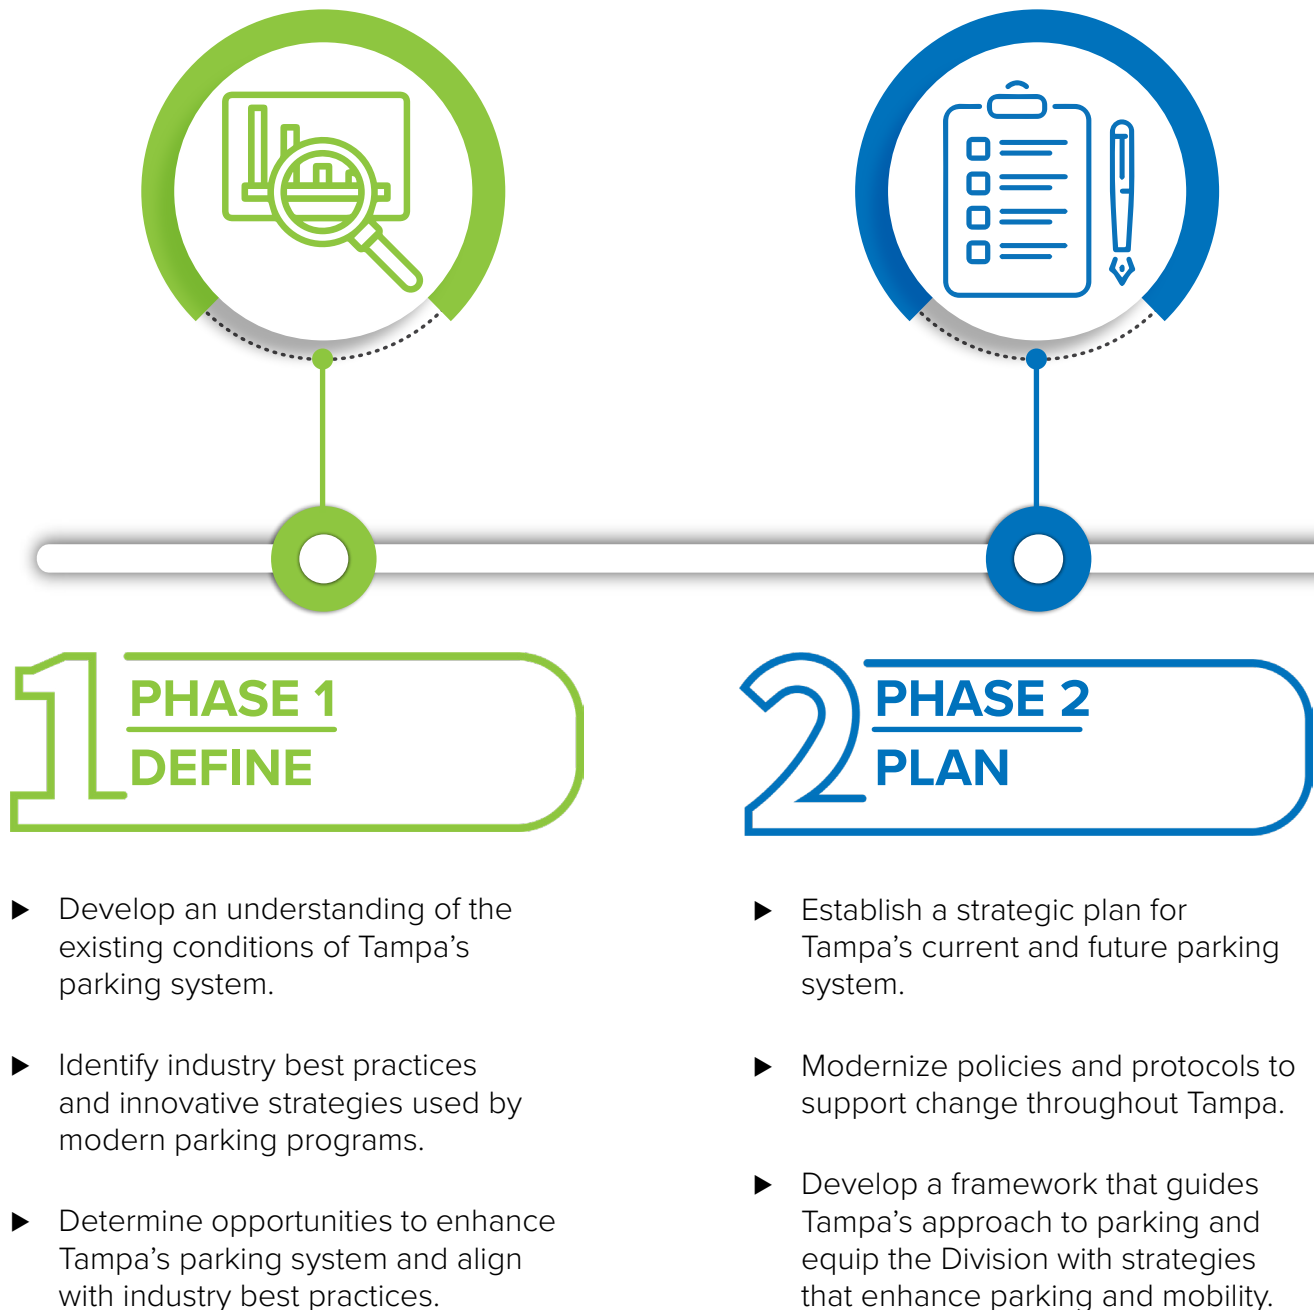 1
PHASE 1
DEFINE
▶ Develop an understanding of the
existing conditions of Tampa’s
parking system.
▶ Identify industry best practices
and innovative strategies used by
modern parking programs.
▶ Determine opportunities to enhance
Tampa’s parking system and align
with industry best practices.
2
PHASE 2
PLAN
▶ Establish a strategic plan for
Tampa’s current and future parking
system.
▶ Modernize policies and protocols to
support change throughout Tampa.
▶ Develop a framework that guides
Tampa’s approach to parking and
equip the Division with strategies
that enhance parking and mobility.